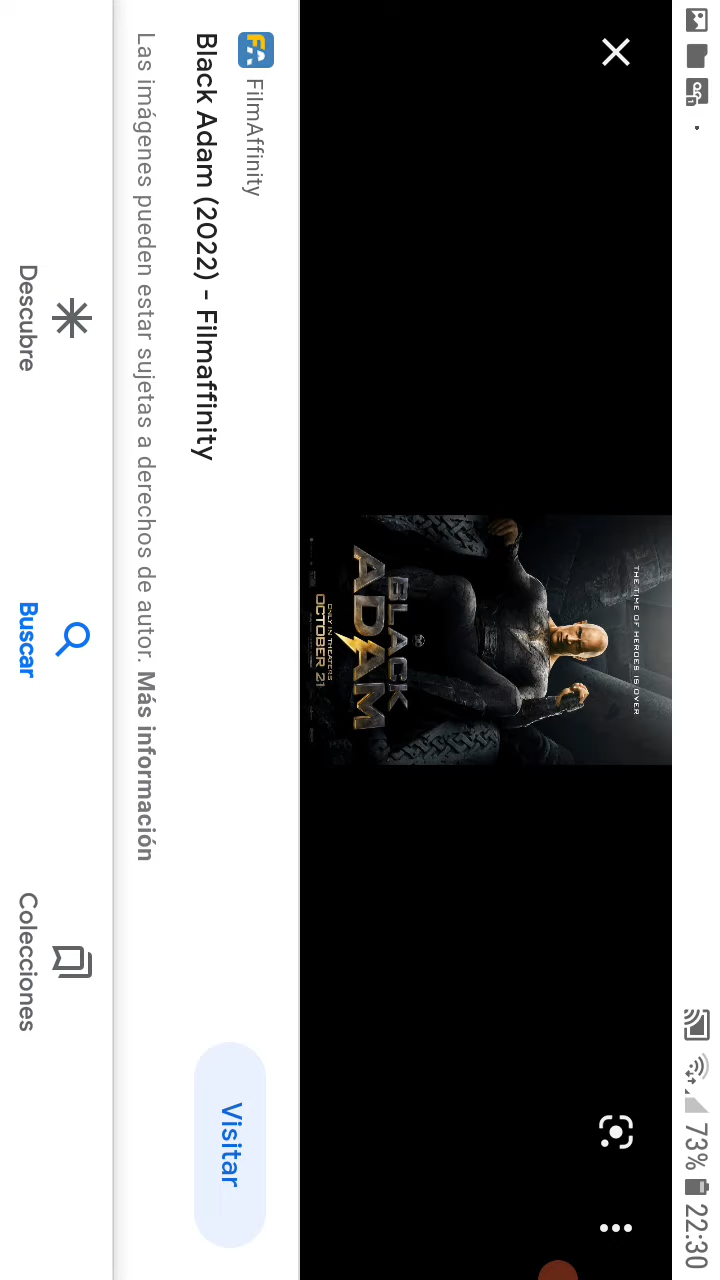 73% 22:30
THE TIME OF HEROES IS OVER
BLACK
ADAM
ONLY IN THEATERS
OCTOBER 21
FilmAffinity
Black Adam (2022) - Filmaffinity
Visitar
Las imágenes pueden estar sujetas a derechos de autor. Más información
Descubre
Buscar
Colecciones